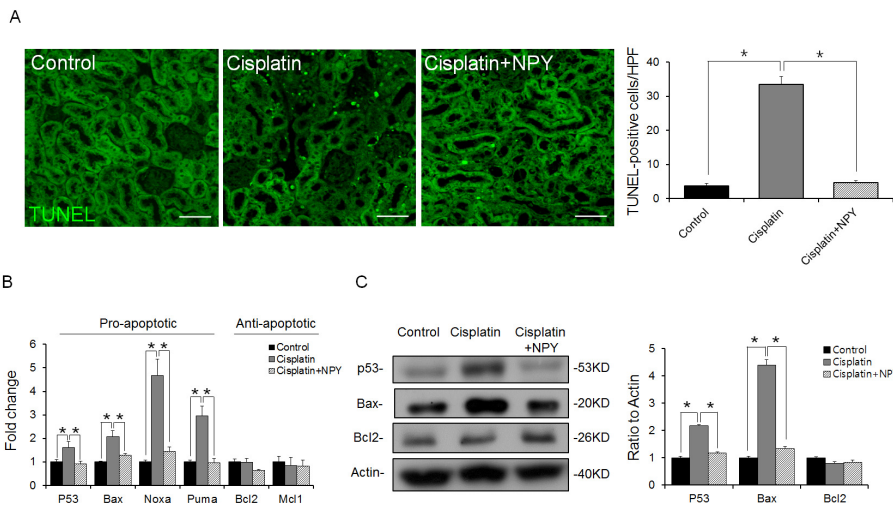 A
Control
Cisplatin
Cisplatin+NPY
TUNEL
TUNEL-positive cells/HPF
40
30
20
10
0
* *
Control
Cisplatin
Cisplatin+NPY
B
Pro-apoptotic
Anti-apoptotic
Control
Cisplatin
Cisplatin+NPY
Fold change
6
5
4
3
2
1
0
* *
* *
* *
* *
P53 Bax Noxa Puma Bcl2 Mcl1
C
Control Cisplatin Cisplatin
+NPY
p53- -53KD
Bax- -20KD
Bcl2- -26KD
Actin- -40KD
Ratio to Actin
5
4
3
2
1
0
* *
* *
Control
Cisplatin
Cisplatin+NP
P53 Bax Bcl2